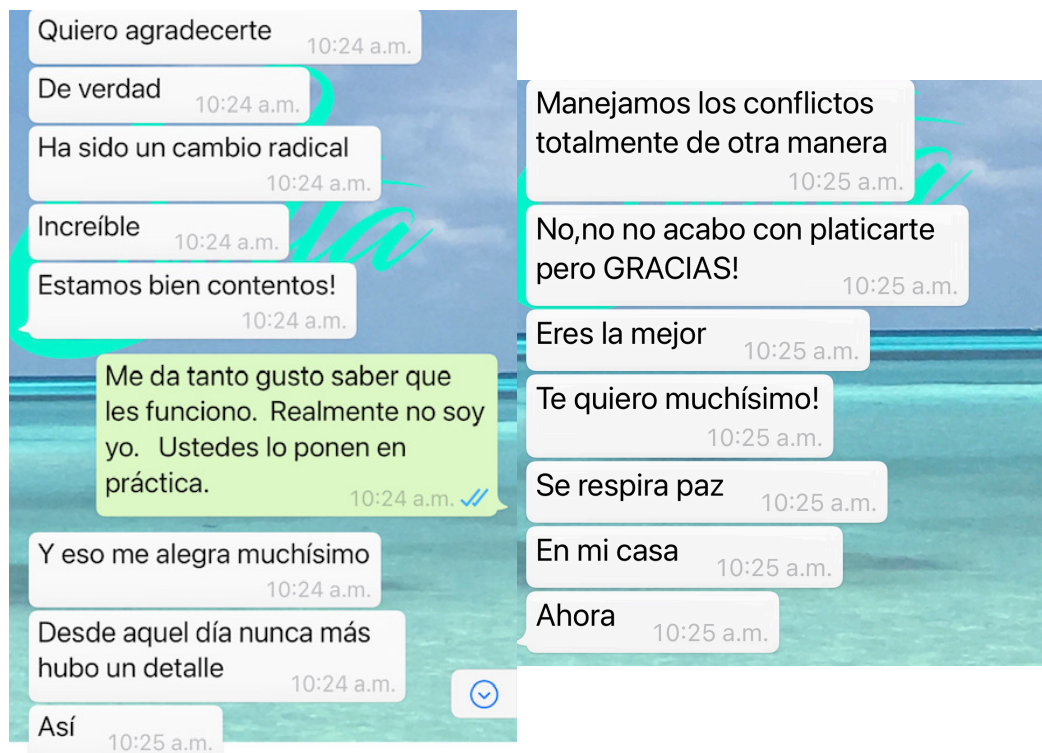 Quiero agradecerte
10:24 a.m.
De verdad
10:24 a.m.
Ha sido un cambio radical
10:24 a.m.
Increíble
10:24 a.m.
Estamos bien contentos!
10:24 a.m.
Me da tanto gusto saber que
les funciono.  Realmente no soy
yo.   Ustedes lo ponen en
práctica.
10:24 a.m.
Y eso me alegra muchísimo
10:24 a.m.
Desde aquel día nunca más
hubo un detalle
10:24 a.m.
Así
10:25 a.m.
Manejamos los conflictos
totalmente de otra manera
10:25 a.m.
No,no no acabo con platicarte
pero GRACIAS!
10:25 a.m.
Eres la mejor
10:25 a.m.
Te quiero muchísimo!
10:25 a.m.
Se respira paz
10:25 a.m.
En mi casa
10:25 a.m.
Ahora
10:25 a.m.